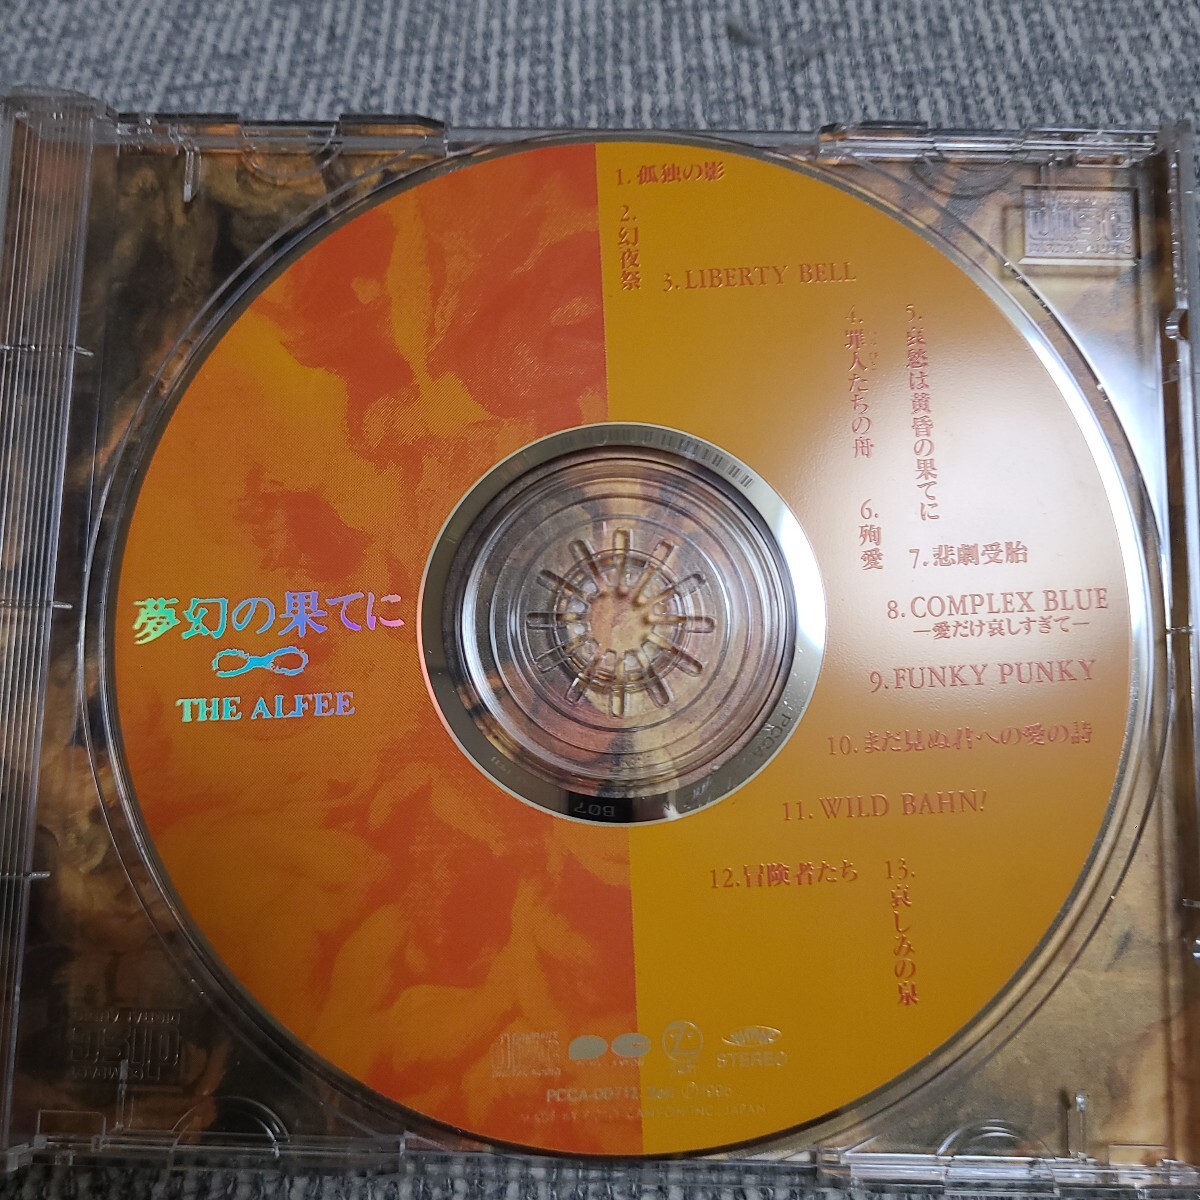 1. 孤独の影
2. 幻夜祭
3. LIBERTY BELL
4. 罪人たちの舟
5. 哀愁は黄昏の果てに
6. 殉愛
7. 悲劇受胎
8. COMPLEX BLUE
—愛だけ哀しすぎて—
9. FUNKY PUNKY
10. まだ見ぬ君への愛の詩
11. WILD BAHN!
12. 冒険者たち
13. 哀しみの泉
夢幻の果てに
THE ALFEE
STEREO
PCCA-00712
PCCA
B07